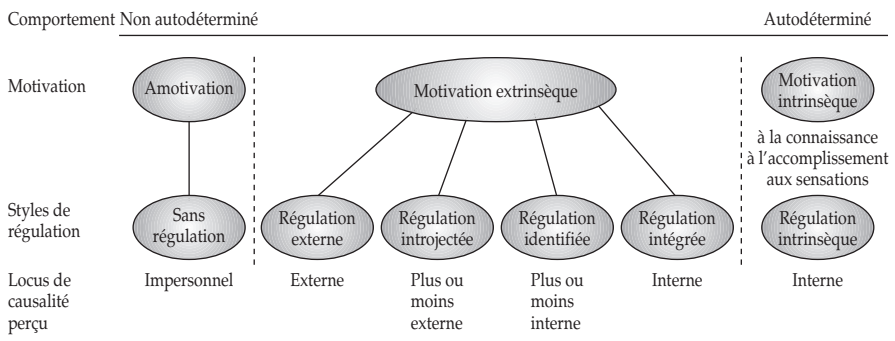 Comportement Non autodéterminé Autodéterminé
Motivation
Amotivation
Motivation extrinsèque
Motivation
intrinsèque
à la connaissance
à l'accomplissement
aux sensations
Styles de
régulation
Sans
régulation
Régulation
externe
Régulation
introjectée
Régulation
identifiée
Régulation
intégrée
Régulation
intrinsèque
Locus de
causalité
perçu
Impersonnel
Externe
Plus ou
moins
externe
Plus ou
moins
interne
Interne
Interne